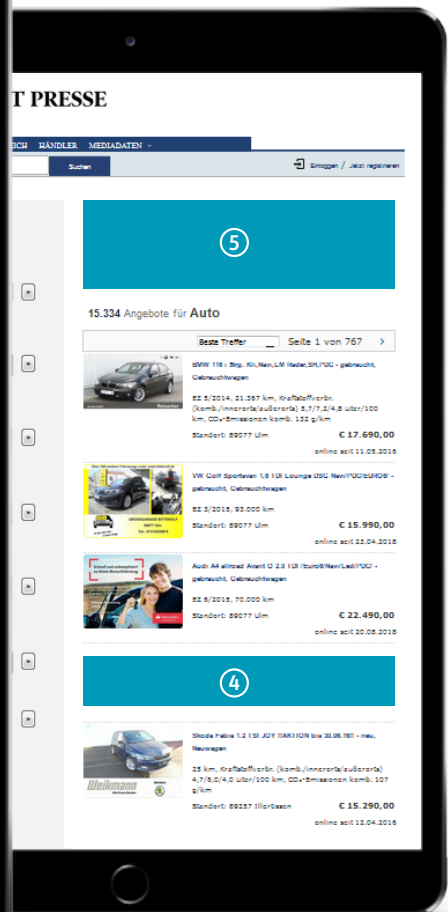 T PRESSE
ICH HÄNDLER MEDIADATEN
Suchen
Einloggen / Jetzt registrieren
5
15.334 Angebote für Auto
Beste Treffer Seite 1 von 767 >
BMW 116 i 5trg. Kli,Navi,LM Räder,SH,PDC - gebraucht,
Gebrauchtwagen
EZ 5/2014, 21.367 km, Kraftstoffverbr.
(komb./innerorts/außerorts) 5,7/7,2/4,8 Liter/100
km, CO₂-Emissionen komb. 132 g/km
Standort: 89077 Ulm € 17.690,00
online seit 11.05.2016
VW Golf Sportsvan 1,6 TDI Lounge DSG Navi/PDC/EURO6/ -
gebraucht, Gebrauchtwagen
EZ 3/2015, 93.000 km
Standort: 89077 Ulm € 15.990,00
online seit 23.04.2016
Audi A4 allroad Avant Q 2.0 TDI /Euro6/Navi/Led/PDC/ -
gebraucht, Gebrauchtwagen
EZ 6/2015, 70.000 km
Standort: 89077 Ulm € 22.490,00
online seit 20.08.2016
4
Skoda Fabia 1.2 TSI JOY !!AKTION bis 30.06.16!! - neu,
Neuwagen
25 km, Kraftstoffverbr. (komb./innerorts/außerorts)
4,7/6,0/4,0 Liter/100 km, CO₂-Emissionen komb. 107
g/km
Weikmann
Standort: 89257 Illertissen € 15.290,00
online seit 12.04.2016